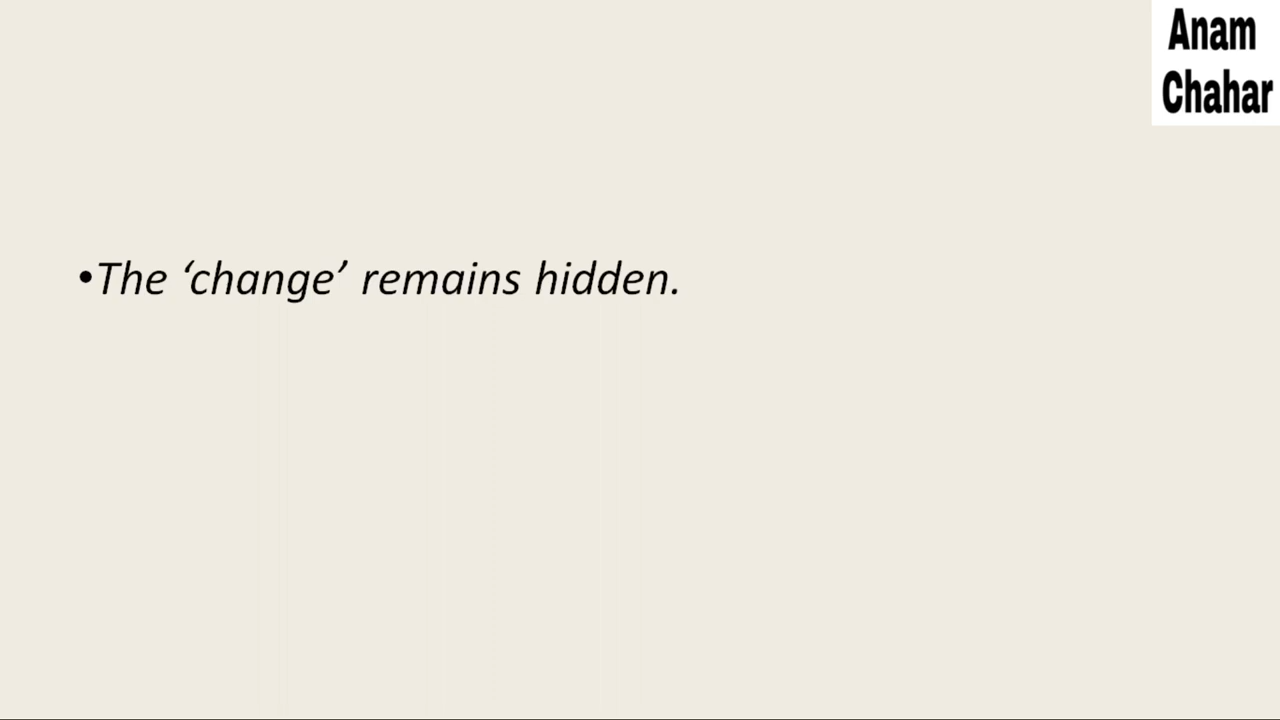 Anam
Chahar
•The ‘change’ remains hidden.